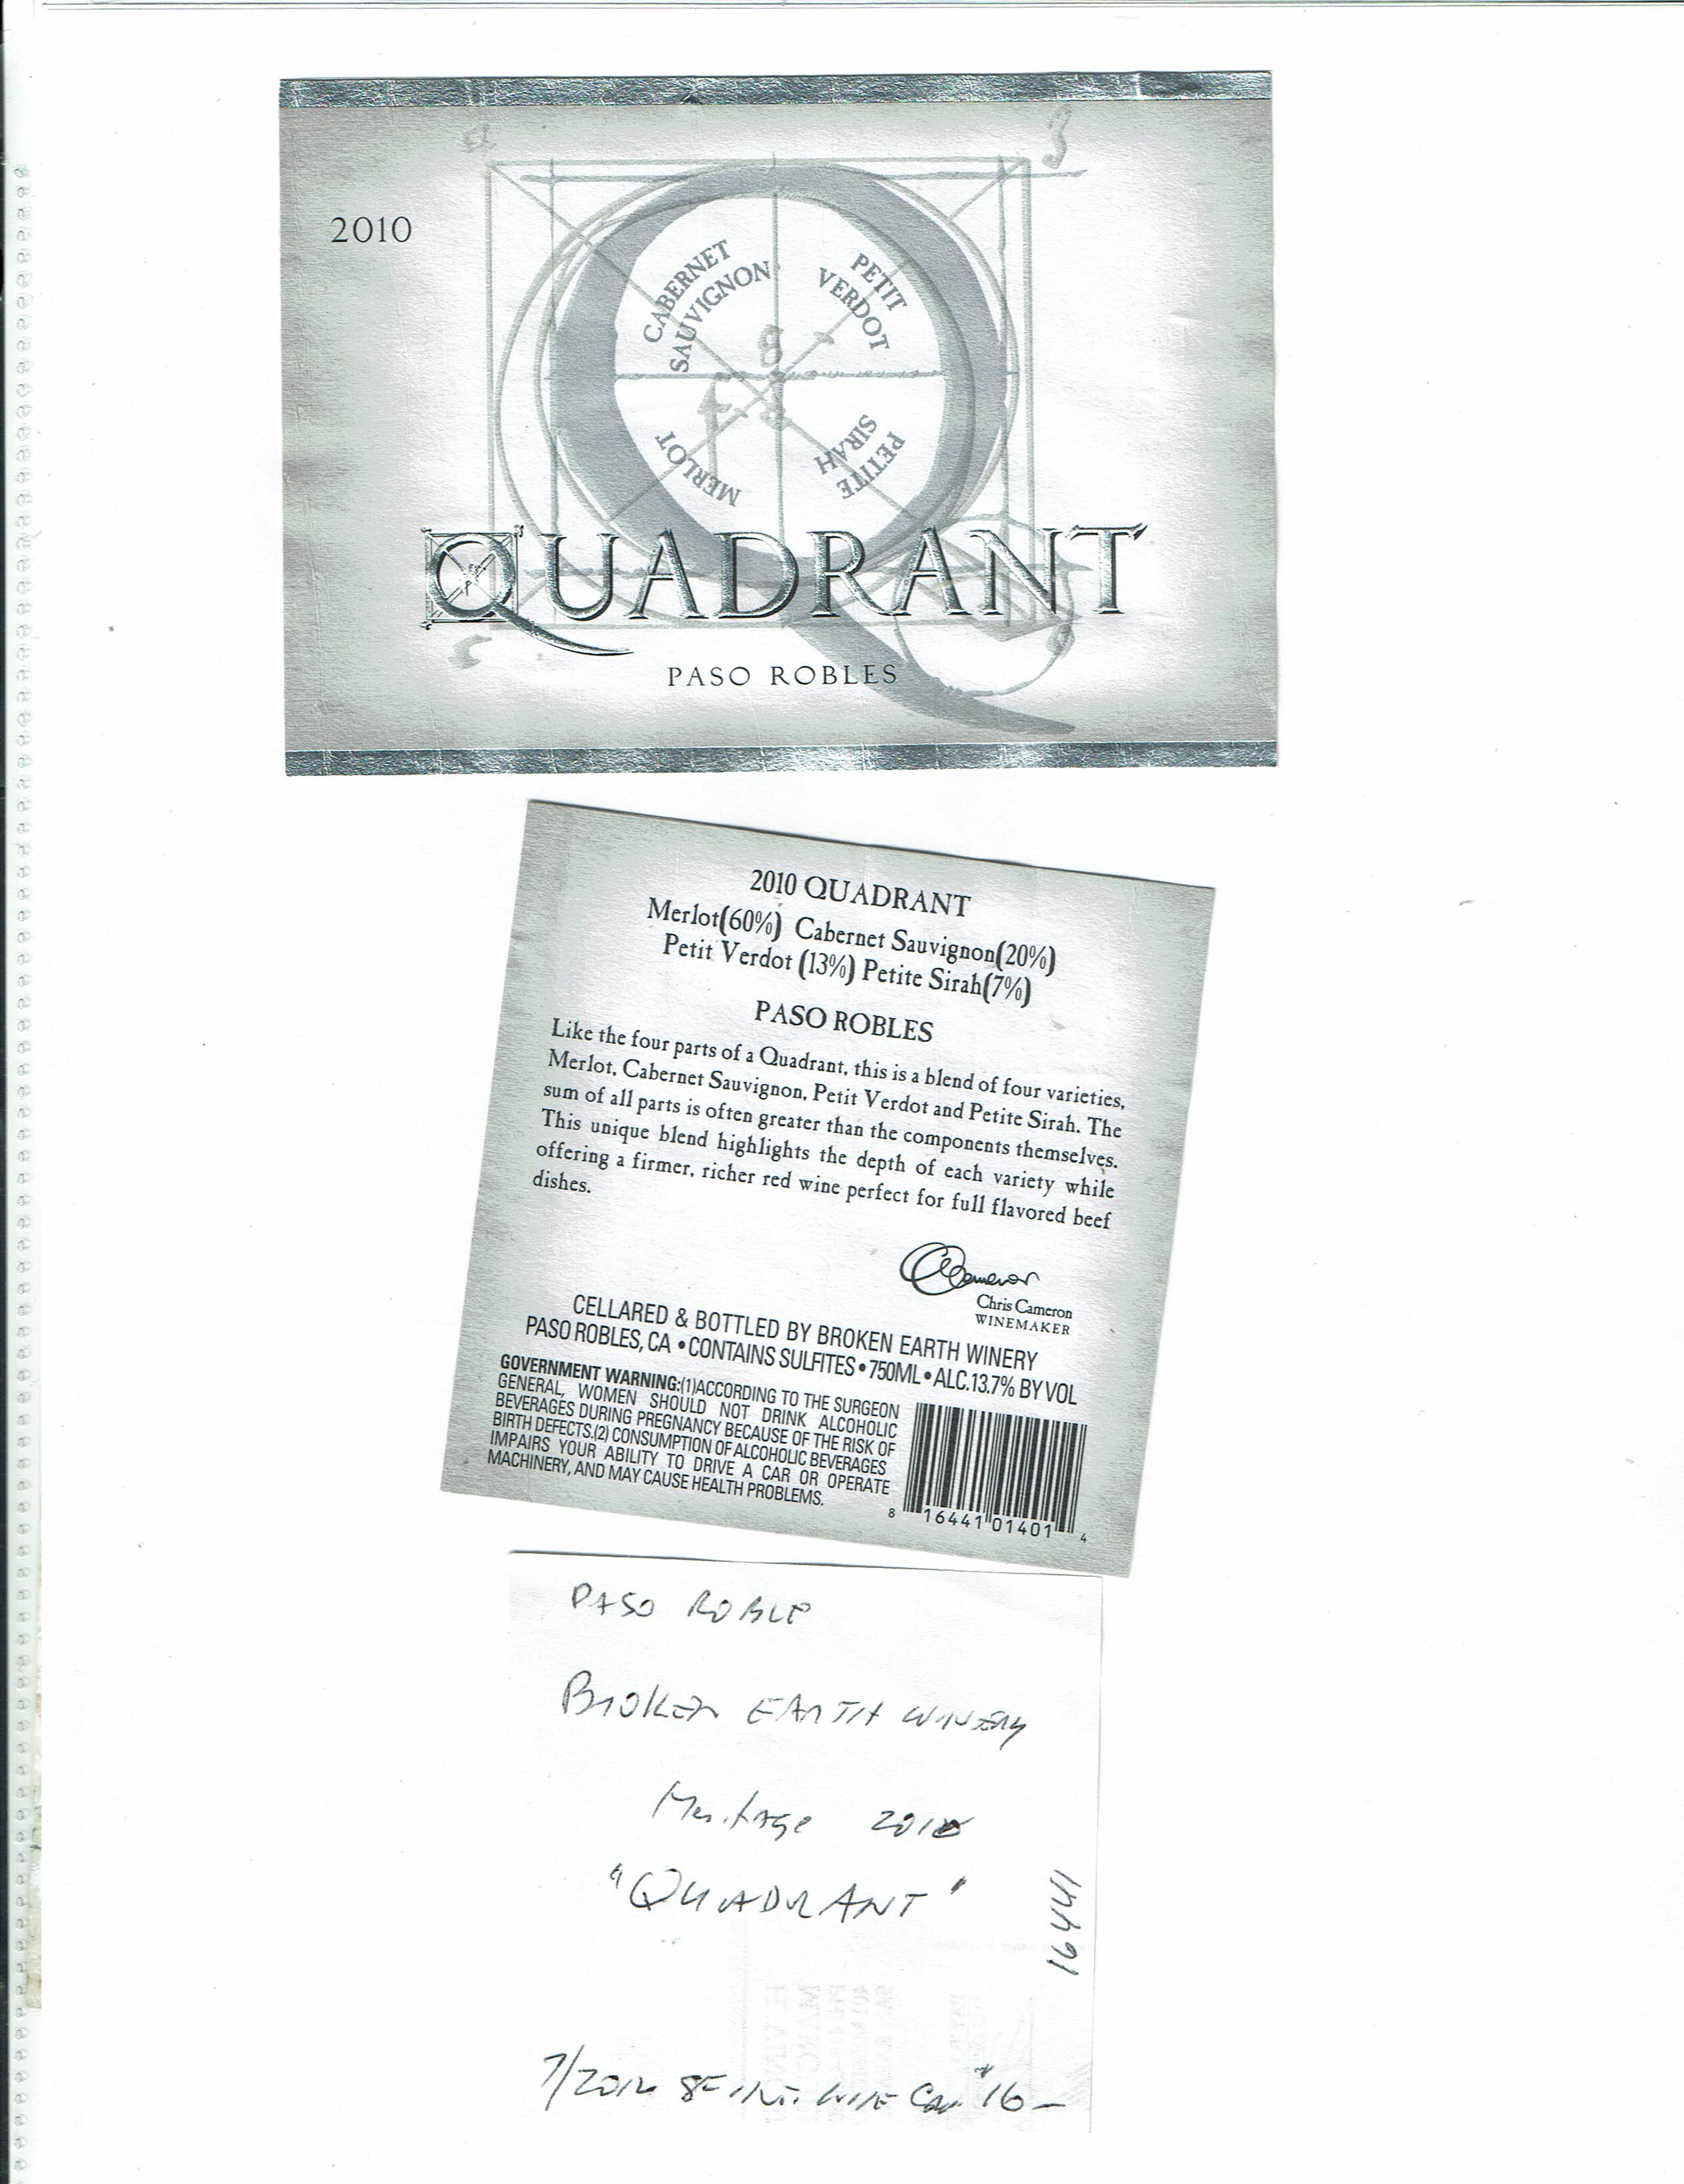 2010
CABERNET
SAUVIGNON
PETIT
VERDOT
MERLOT
PETITE
SIRAH
QUADRANT
PASO ROBLES
2010 QUADRANT
Merlot(60%) Cabernet Sauvignon(20%)
Petit Verdot (13%) Petite Sirah(7%)
PASO ROBLES
Like the four parts of a Quadrant, this is a blend of four varieties,
Merlot, Cabernet Sauvignon, Petit Verdot and Petite Sirah. The
sum of all parts is often greater than the components themselves.
This unique blend highlights the depth of each variety while
offering a firmer, richer red wine perfect for full flavored beef
dishes.
Cameron
Chris Cameron
WINEMAKER
CELLARED & BOTTLED BY BROKEN EARTH WINERY
PASO ROBLES, CA • CONTAINS SULFITES • 750ML • ALC.13.7% BY VOL
GOVERNMENT WARNING:(1)ACCORDING TO THE SURGEON
GENERAL, WOMEN SHOULD NOT DRINK ALCOHOLIC
BEVERAGES DURING PREGNANCY BECAUSE OF THE RISK OF
BIRTH DEFECTS.(2) CONSUMPTION OF ALCOHOLIC BEVERAGES
IMPAIRS YOUR ABILITY TO DRIVE A CAR OR OPERATE
MACHINERY, AND MAY CAUSE HEALTH PROBLEMS.
8 16441 01401 4
PASO ROBLE
BROKEN EARTH WINERY
Meritage 2010
"QUADRANT"
16441
WINE 16-